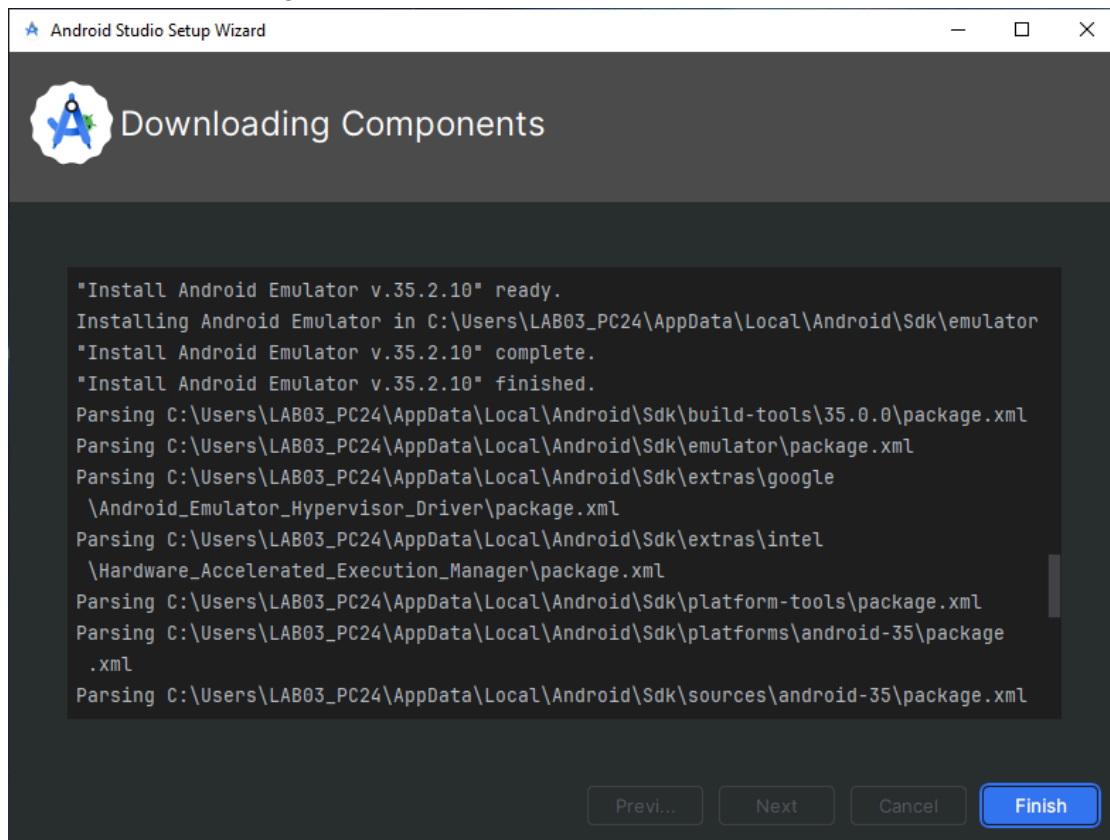 Android Studio Setup Wizard
Downloading Components
"Install Android Emulator v.35.2.10" ready.
Installing Android Emulator in C:\Users\LAB03_PC24\AppData\Local\Android\Sdk\emulator
"Install Android Emulator v.35.2.10" complete.
"Install Android Emulator v.35.2.10" finished.
Parsing C:\Users\LAB03_PC24\AppData\Local\Android\Sdk\build-tools\35.0.0\package.xml
Parsing C:\Users\LAB03_PC24\AppData\Local\Android\Sdk\emulator\package.xml
Parsing C:\Users\LAB03_PC24\AppData\Local\Android\Sdk\extras\google
\Android_Emulator_Hypervisor_Driver\package.xml
Parsing C:\Users\LAB03_PC24\AppData\Local\Android\Sdk\extras\intel
\Hardware_Accelerated_Execution_Manager\package.xml
Parsing C:\Users\LAB03_PC24\AppData\Local\Android\Sdk\platform-tools\package.xml
Parsing C:\Users\LAB03_PC24\AppData\Local\Android\Sdk\platforms\android-35\package
.xml
Parsing C:\Users\LAB03_PC24\AppData\Local\Android\Sdk\sources\android-35\package.xml
Previ... Next Cancel Finish